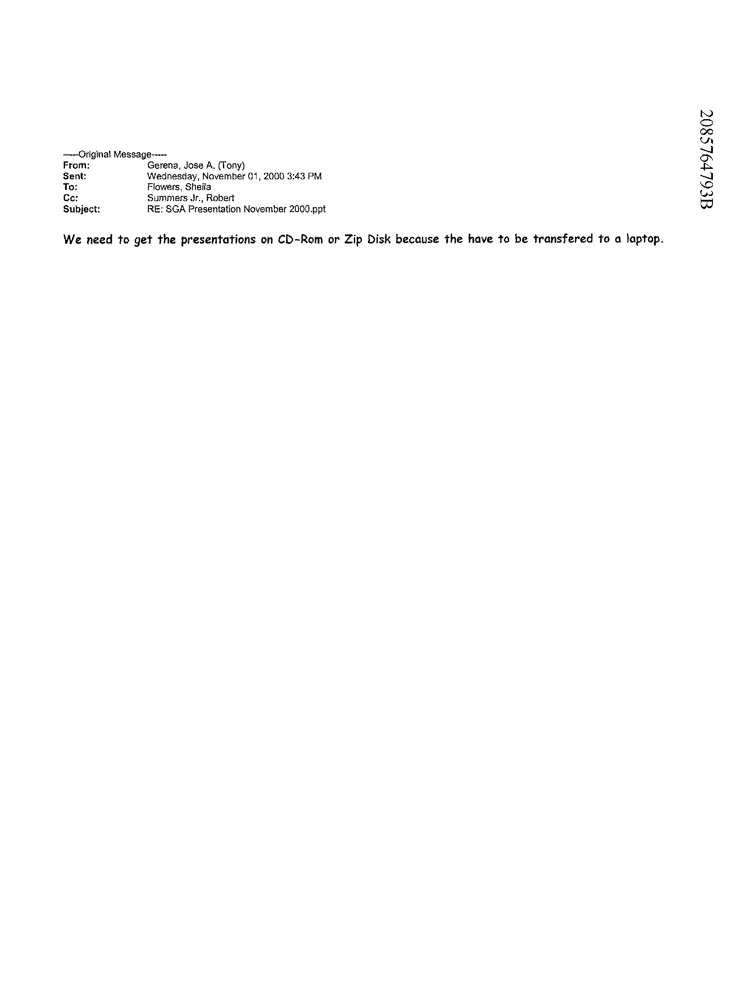 -----Original Message-----
From: Gerena, Jose A. (Tony)
Sent: Wednesday, November 01, 2000 3:43 PM
To: Flowers, Sheila
Cc: Summers Jr., Robert
Subject: RE: SGA Presentation November 2000.ppt
We need to get the presentations on CD-Rom or Zip Disk because the have to be transfered to a laptop.
2085764793B